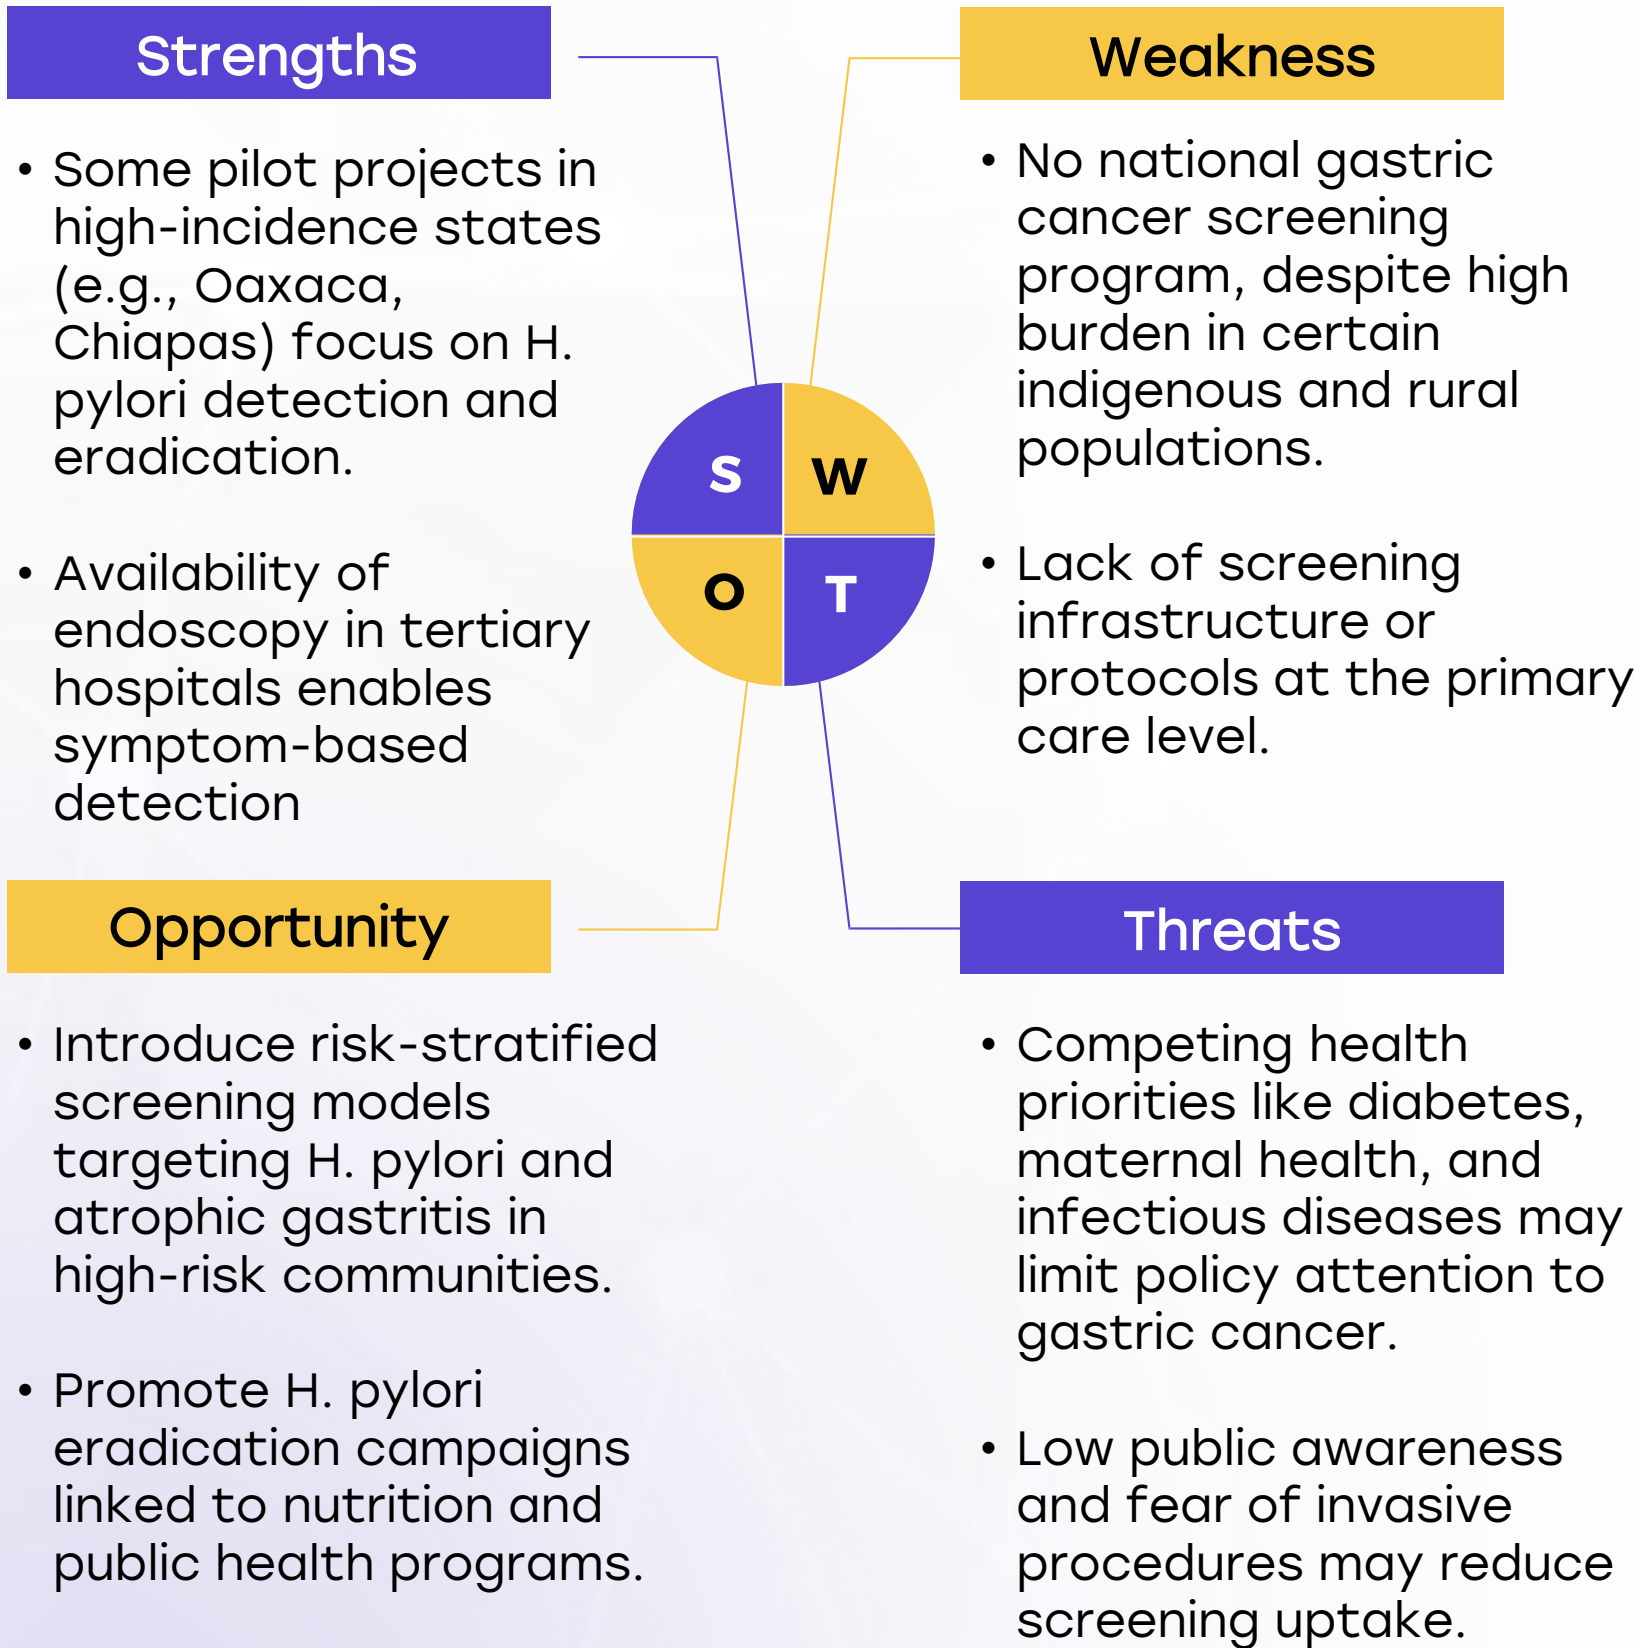 Strengths
• Some pilot projects in
high-incidence states
(e.g., Oaxaca,
Chiapas) focus on H.
pylori detection and
eradication.
• Availability of
endoscopy in tertiary
hospitals enables
symptom-based
detection
Weakness
• No national gastric
cancer screening
program, despite high
burden in certain
indigenous and rural
populations.
• Lack of screening
infrastructure or
protocols at the primary
care level.
S
W
O
T
Opportunity
• Introduce risk-stratified
screening models
targeting H. pylori and
atrophic gastritis in
high-risk communities.
• Promote H. pylori
eradication campaigns
linked to nutrition and
public health programs.
Threats
• Competing health
priorities like diabetes,
maternal health, and
infectious diseases may
limit policy attention to
gastric cancer.
• Low public awareness
and fear of invasive
procedures may reduce
screening uptake.